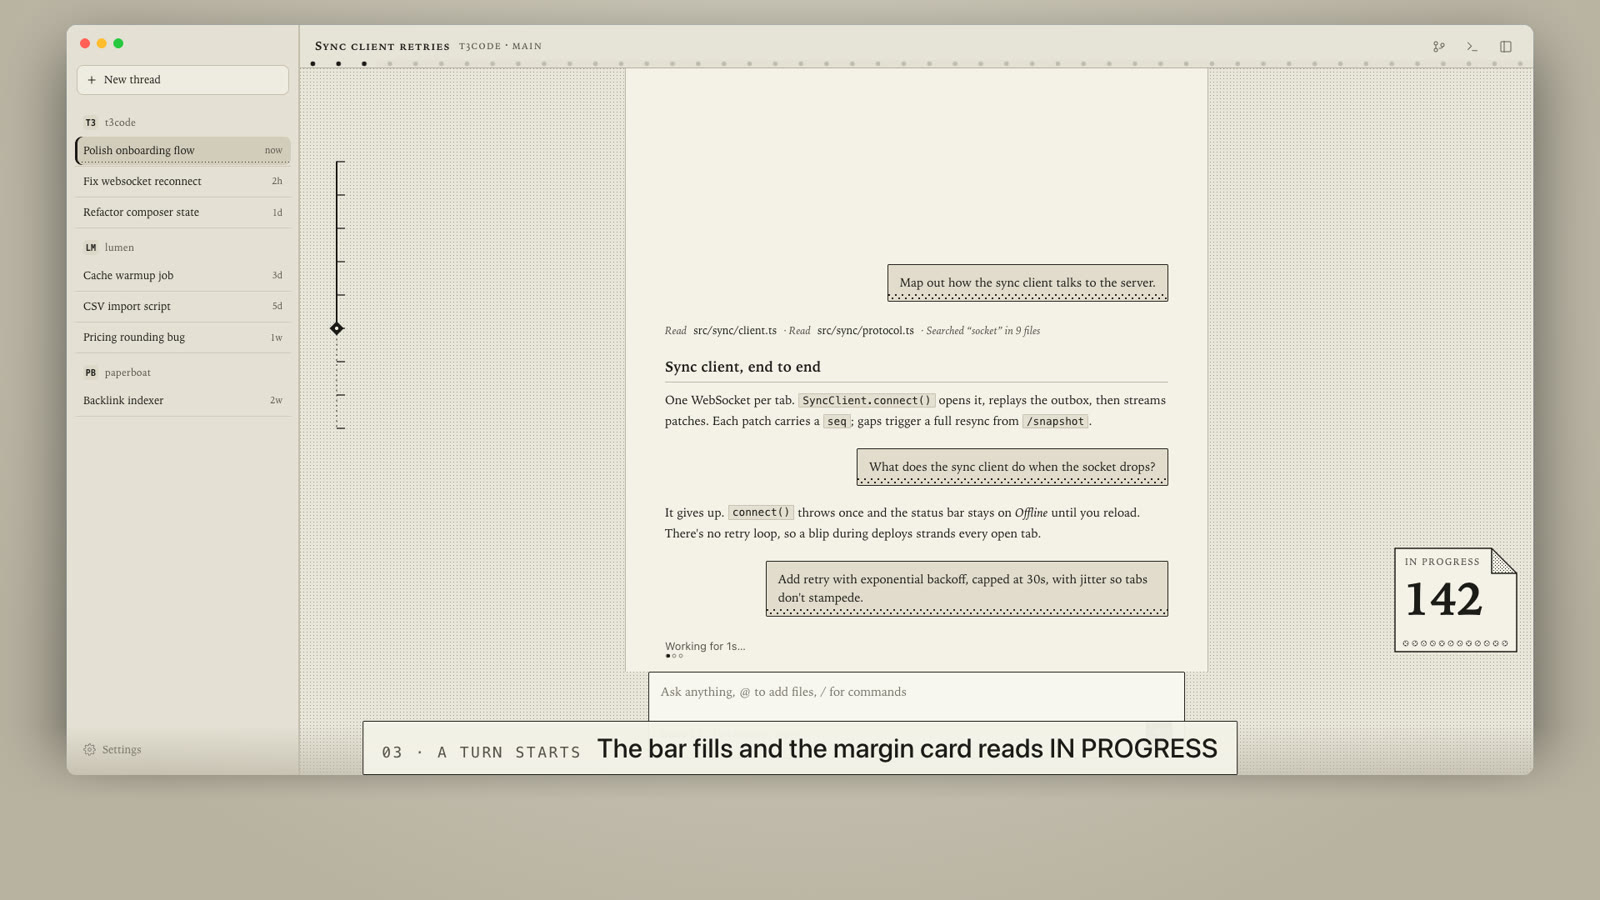 Sync client retries t3code · main
+ New thread
T3 t3code
Polish onboarding flow now
Fix websocket reconnect 2h
Refactor composer state 1d
LM lumen
Cache warmup job 3d
CSV import script 5d
Pricing rounding bug 1w
PB paperboat
Backlink indexer 2w
Settings
Map out how the sync client talks to the server.
Read src/sync/client.ts · Read src/sync/protocol.ts · Searched “socket” in 9 files
Sync client, end to end
One WebSocket per tab. SyncClient.connect() opens it, replays the outbox, then streams
patches. Each patch carries a seq; gaps trigger a full resync from /snapshot.
What does the sync client do when the socket drops?
It gives up. connect() throws once and the status bar stays on Offline until you reload.
There's no retry loop, so a blip during deploys strands every open tab.
Add retry with exponential backoff, capped at 30s, with jitter so tabs
don't stampede.
Working for 1s...
Ask anything, @ to add files, / for commands
IN PROGRESS
142
03 · A TURN STARTS The bar fills and the margin card reads IN PROGRESS